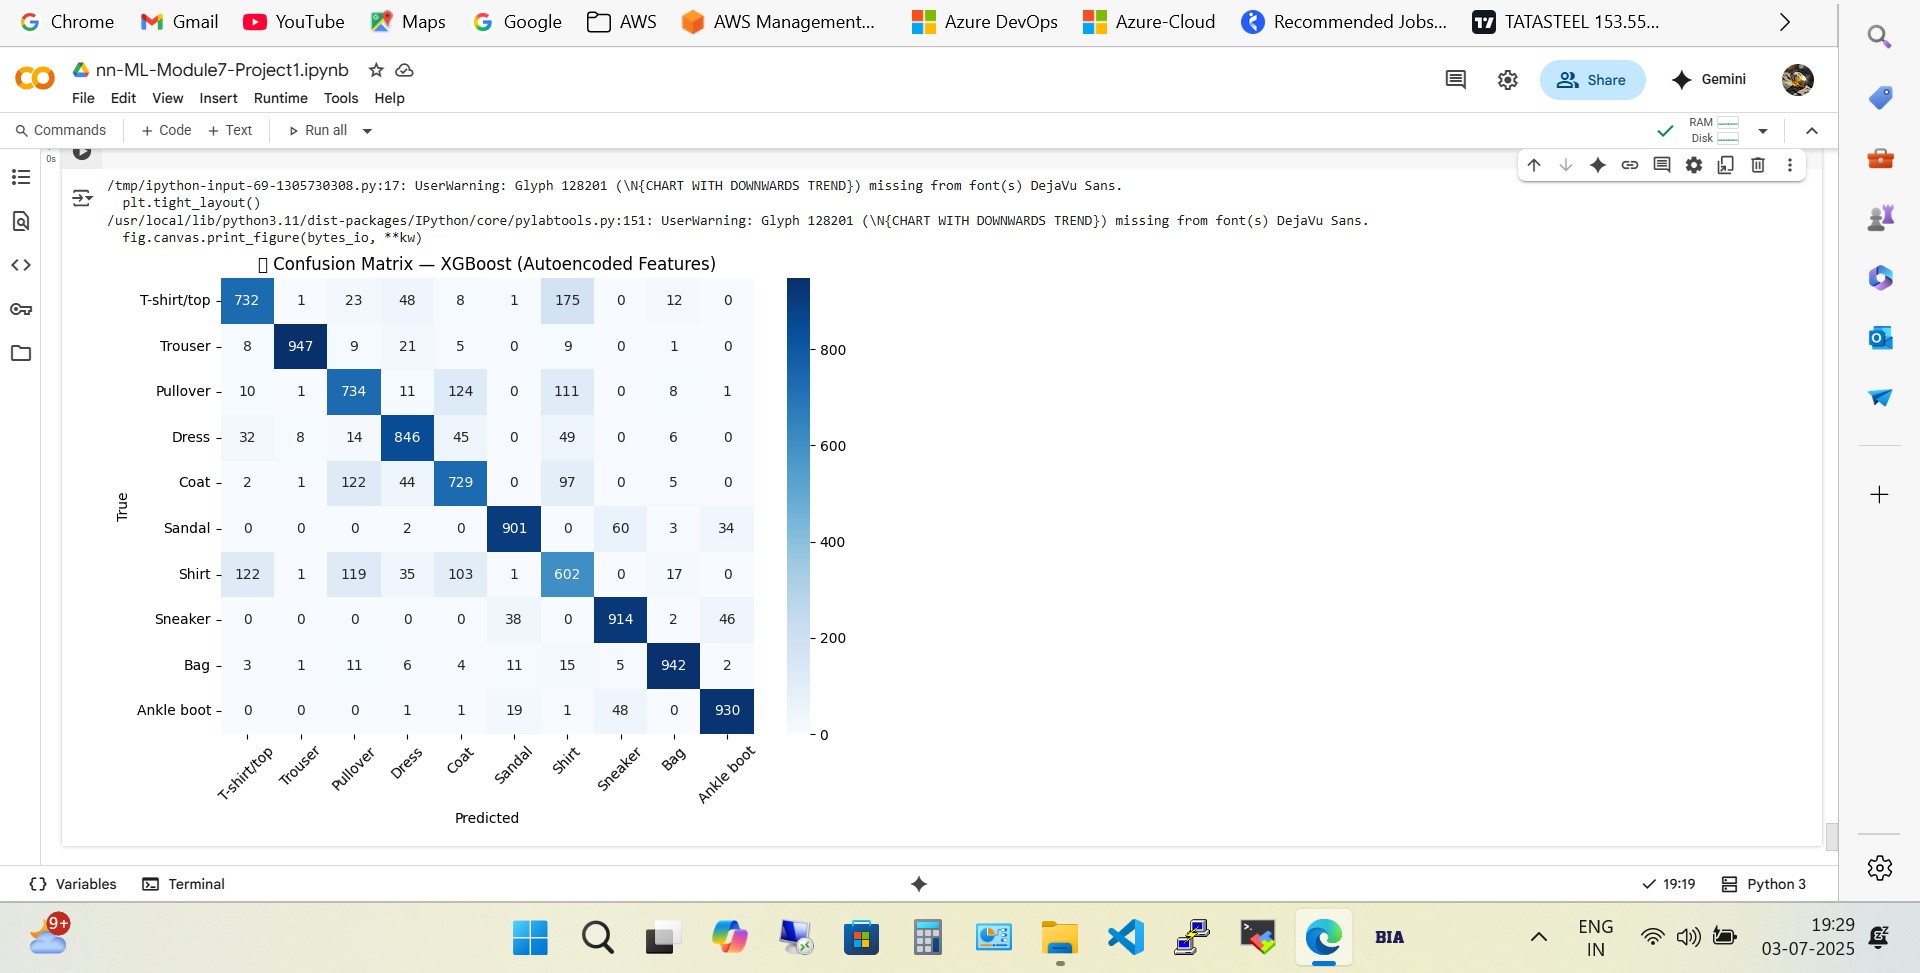 Chrome Gmail YouTube Maps Google AWS AWS Management... Azure DevOps Azure-Cloud Recommended Jobs... TATASTEEL 153.55...
nn-ML-Module7-Project1.ipynb
Share Gemini
File Edit View Insert Runtime Tools Help
Commands + Code + Text Run all
RAM
Disk
0s
/tmp/ipython-input-69-1305730308.py:17: UserWarning: Glyph 128201 (\N{CHART WITH DOWNWARDS TREND}) missing from font(s) DejaVu Sans.
plt.tight_layout()
/usr/local/lib/python3.11/dist-packages/IPython/core/pylabtools.py:151: UserWarning: Glyph 128201 (\N{CHART WITH DOWNWARDS TREND}) missing from font(s) DejaVu Sans.
fig.canvas.print_figure(bytes_io, **kw)
Confusion Matrix — XGBoost (Autoencoded Features)
T-shirt/top 732 1 23 48 8 1 175 0 12 0
Trouser 8 947 9 21 5 0 9 0 1 0
Pullover 10 1 734 11 124 0 111 0 8 1
Dress 32 8 14 846 45 0 49 0 6 0
Coat 2 1 122 44 729 0 97 0 5 0
Sandal 0 0 0 2 0 901 0 60 3 34
Shirt 122 1 119 35 103 1 602 0 17 0
Sneaker 0 0 0 0 0 38 0 914 2 46
Bag 3 1 11 6 4 11 15 5 942 2
Ankle boot 0 0 0 1 1 19 1 48 0 930
True
T-shirt/top Trouser Pullover Dress Coat Sandal Shirt Sneaker Bag Ankle boot
Predicted
800
600
400
200
0
Variables Terminal 19:19 Python 3
9+
BIA
ENG
IN
19:29
03-07-2025